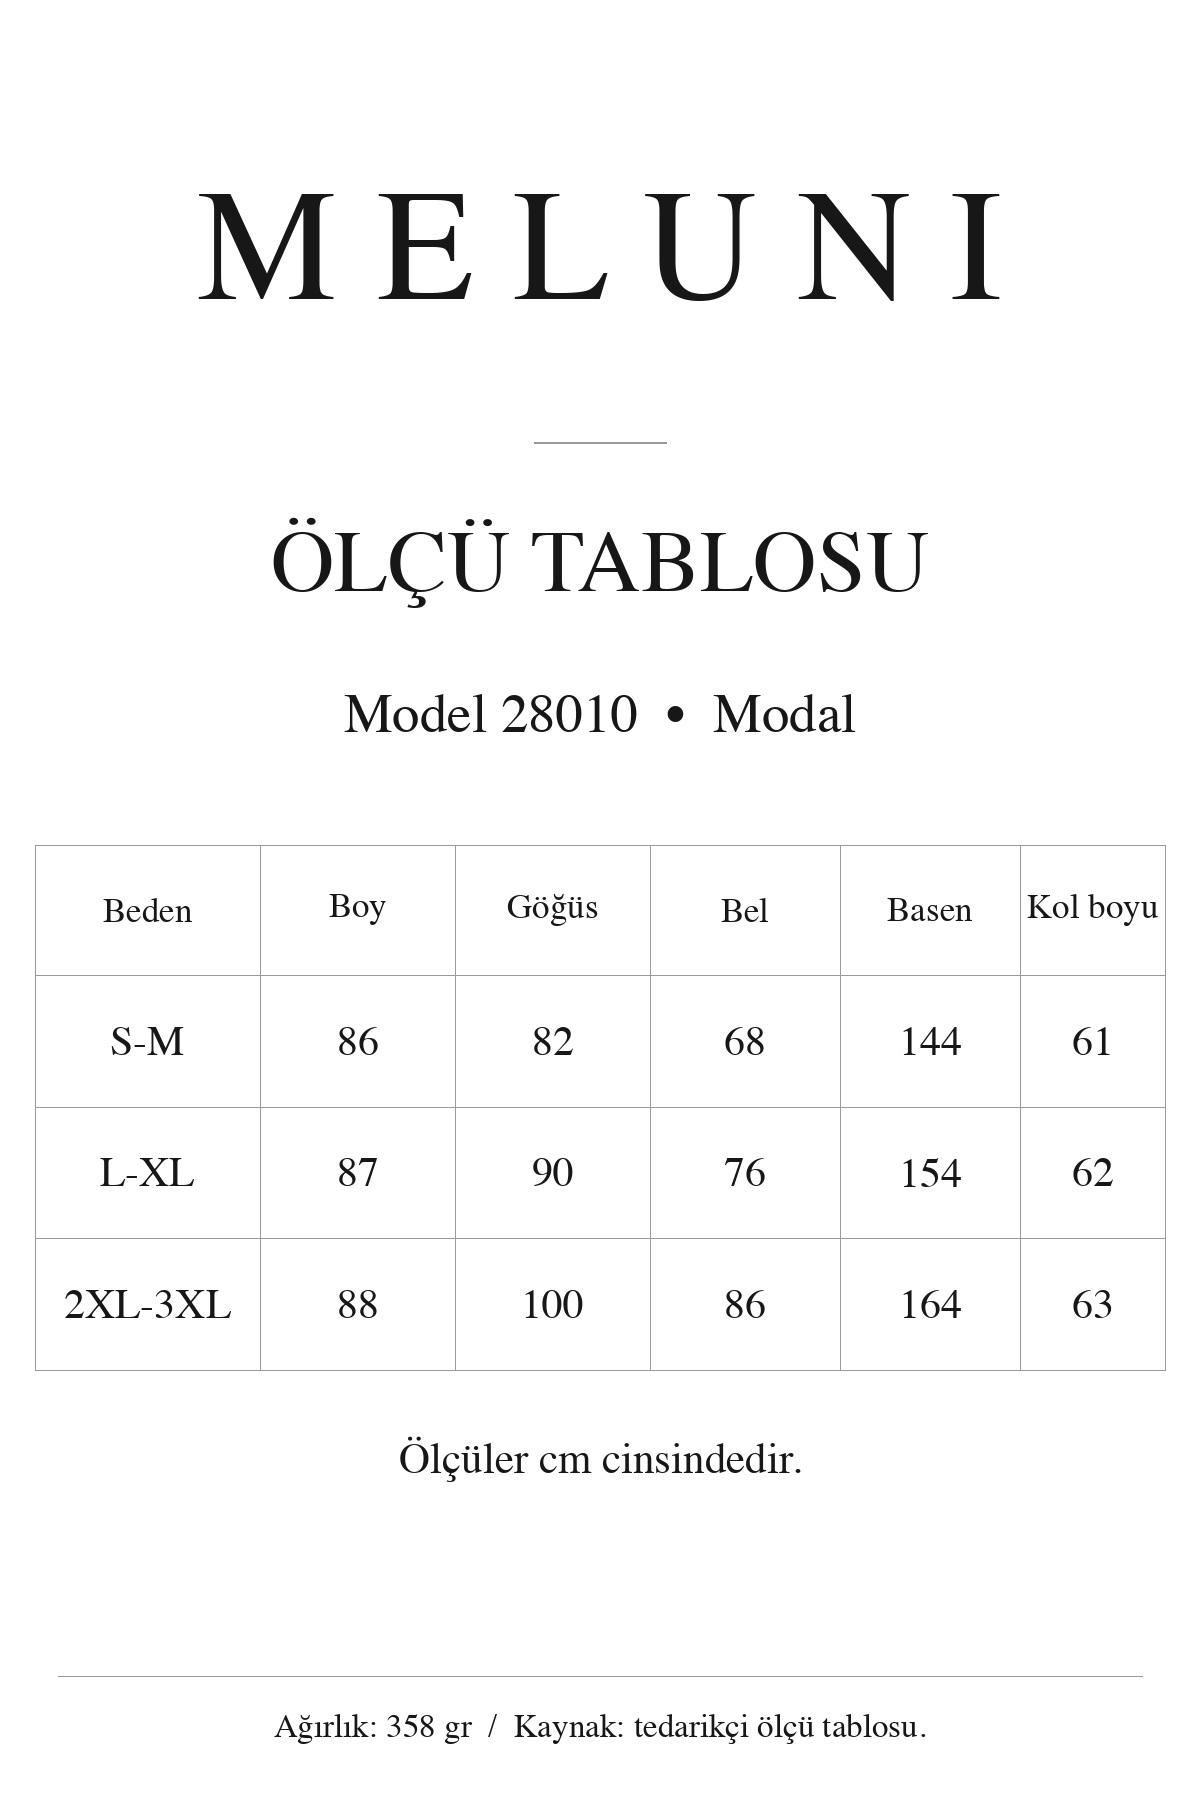 MELUNI
ÖLÇÜ TABLOSU
Model 28010 • Modal
Beden Boy Göğüs Bel Basen Kol boyu
S-M 86 82 68 144 61
L-XL 87 90 76 154 62
2XL-3XL 88 100 86 164 63
Ölçüler cm cinsindedir.
Ağırlık: 358 gr / Kaynak: tedarikçi ölçü tablosu.